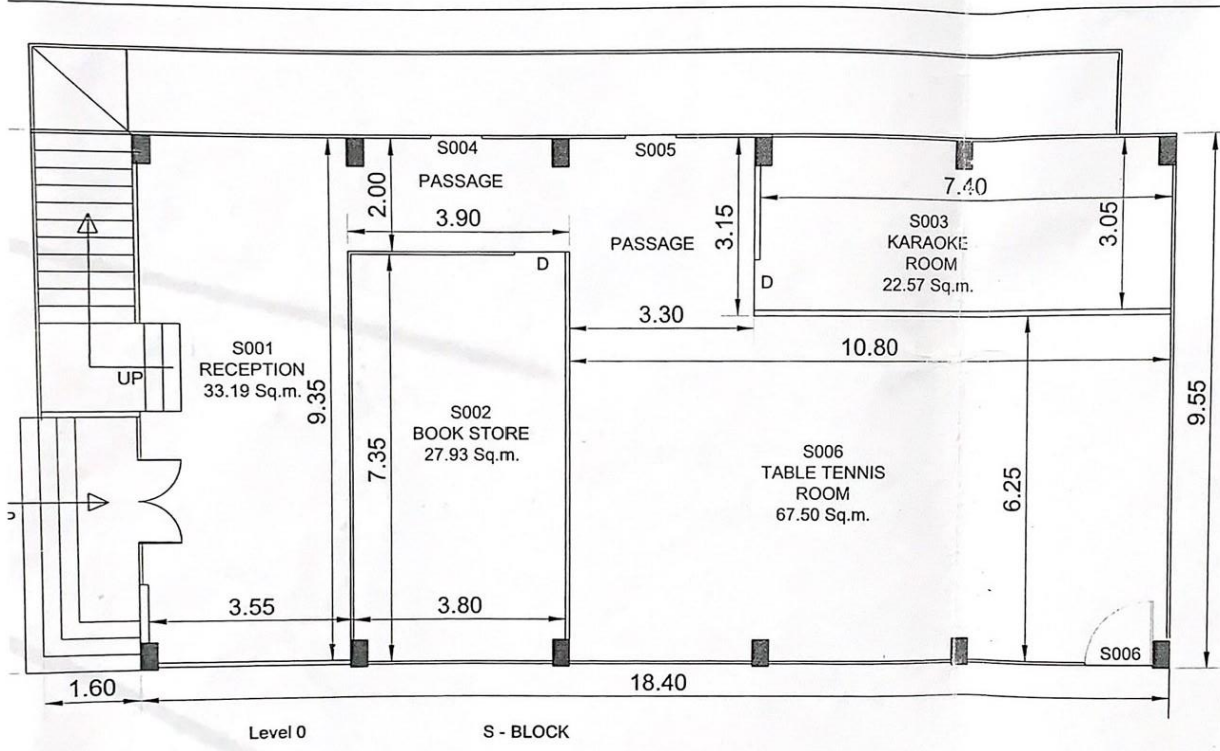 S004
S005
PASSAGE
2.00
3.90
PASSAGE
3.15
7.40
S003
KARAOKE
ROOM
22.57 Sq.m.
3.05
D
D
3.30
10.80
UP
S001
RECEPTION
33.19 Sq.m.
9.35
S002
BOOK STORE
27.93 Sq.m.
7.35
S006
TABLE TENNIS
ROOM
67.50 Sq.m.
6.25
9.55
3.55
3.80
S006
1.60
18.40
Level 0
S - BLOCK